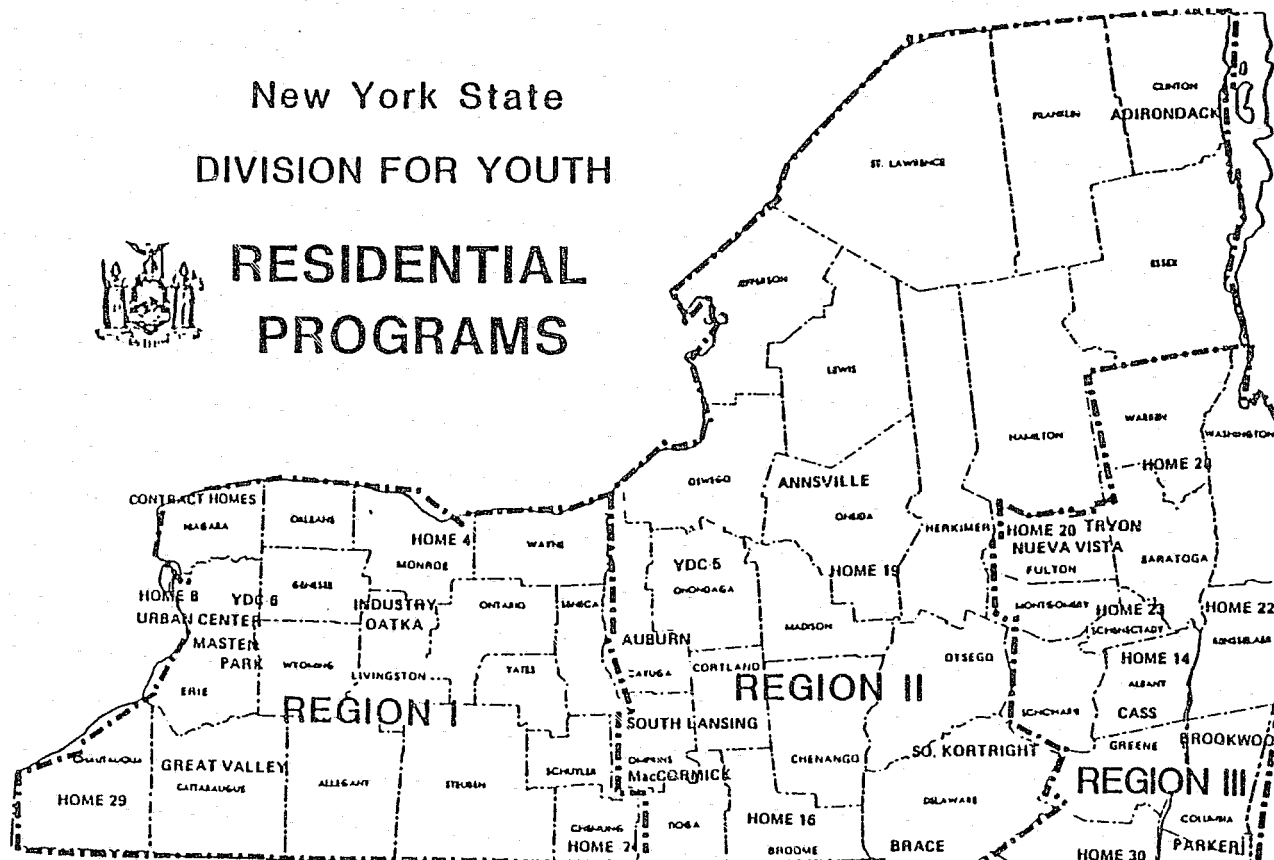 New York State
DIVISION FOR YOUTH
RESIDENTIAL
PROGRAMS
CLINTON
ADIRONDACK
FRANKLIN
ST. LAWRENCE
ESSEX
JEFFERSON
LEWIS
HAMILTON
WARREN
WASHINGTON
HOME 20
OSWEGO
ANNSVILLE
ONEIDA
HERKIMER
HOME 20
TRYON
NUEVA VISTA
FULTON
SARATOGA
CONTRACT HOMES
NIAGARA
ORLEANS
HOME 4
MONROE
WAYNE
YDC 5
ONONDAGA
HOME 19
MADISON
MONTGOMERY
HOME 23
SCHENECTADY
HOME 22
RENSSELAER
HOME 8
YDC 6
GENESEE
URBAN CENTER
MASTEN
PARK
INDUSTRY
OATKA
ONTARIO
SENECA
AUBURN
CAYUGA
CORTLAND
OTSEGO
HOME 14
ALBANY
CASS
SCHOHARIE
ERIE
WYOMING
LIVINGSTON
YATES
REGION I
REGION II
SOUTH LANSING
TOMPKINS
MacCORMICK
CHENANGO
SO. KORTRIGHT
GREENE
BROOKWOOD
REGION III
CHAUTAUQUA
HOME 29
GREAT VALLEY
CATTARAUGUS
ALLEGANY
STEUBEN
SCHUYLER
CHEMUNG
HOME 2
TIOGA
HOME 16
BROOME
DELAWARE
BRACE
COLUMBIA
HOME 30
PARKER